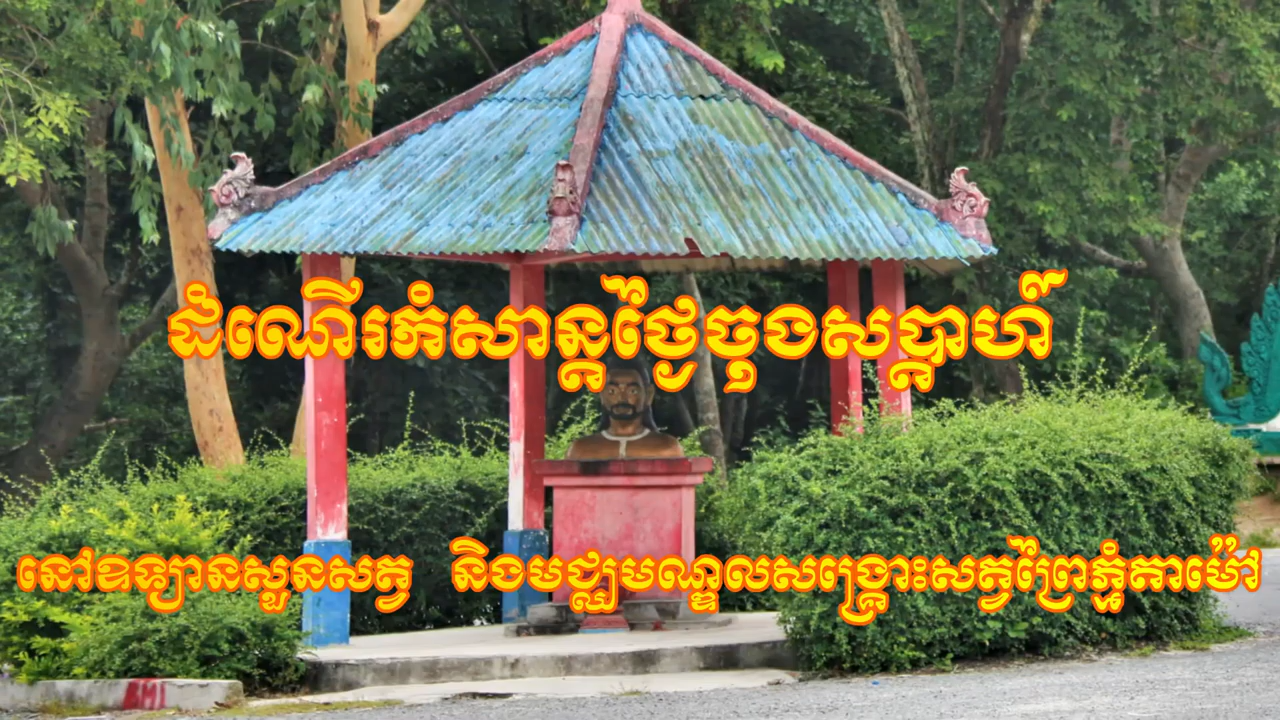 ដំណើរកំសាន្តថ្ងៃចុងសប្ដាហ៍
នៅឧទ្យានសួនសត្វ និងមជ្ឈមណ្ឌលសង្គ្រោះសត្វព្រៃភ្នំតាម៉ៅ